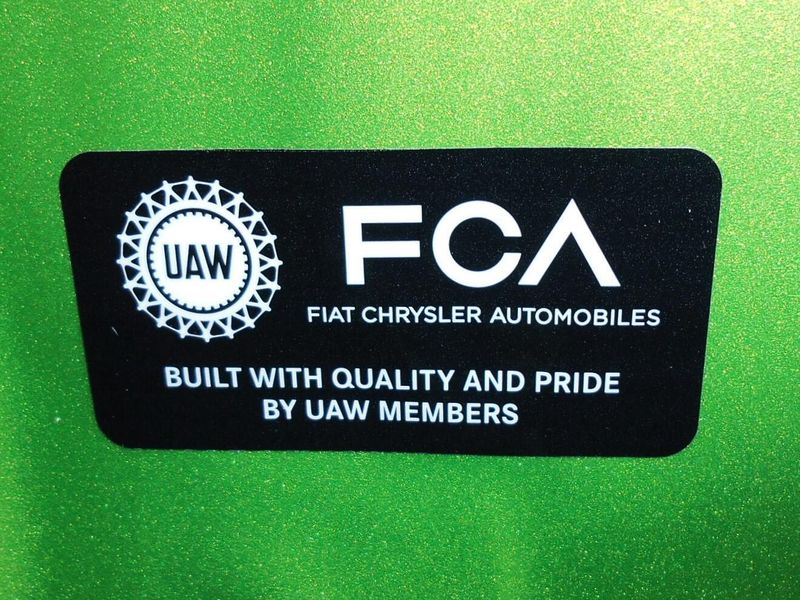 UAW
FCA
FIAT CHRYSLER AUTOMOBILES
BUILT WITH QUALITY AND PRIDE
BY UAW MEMBERS